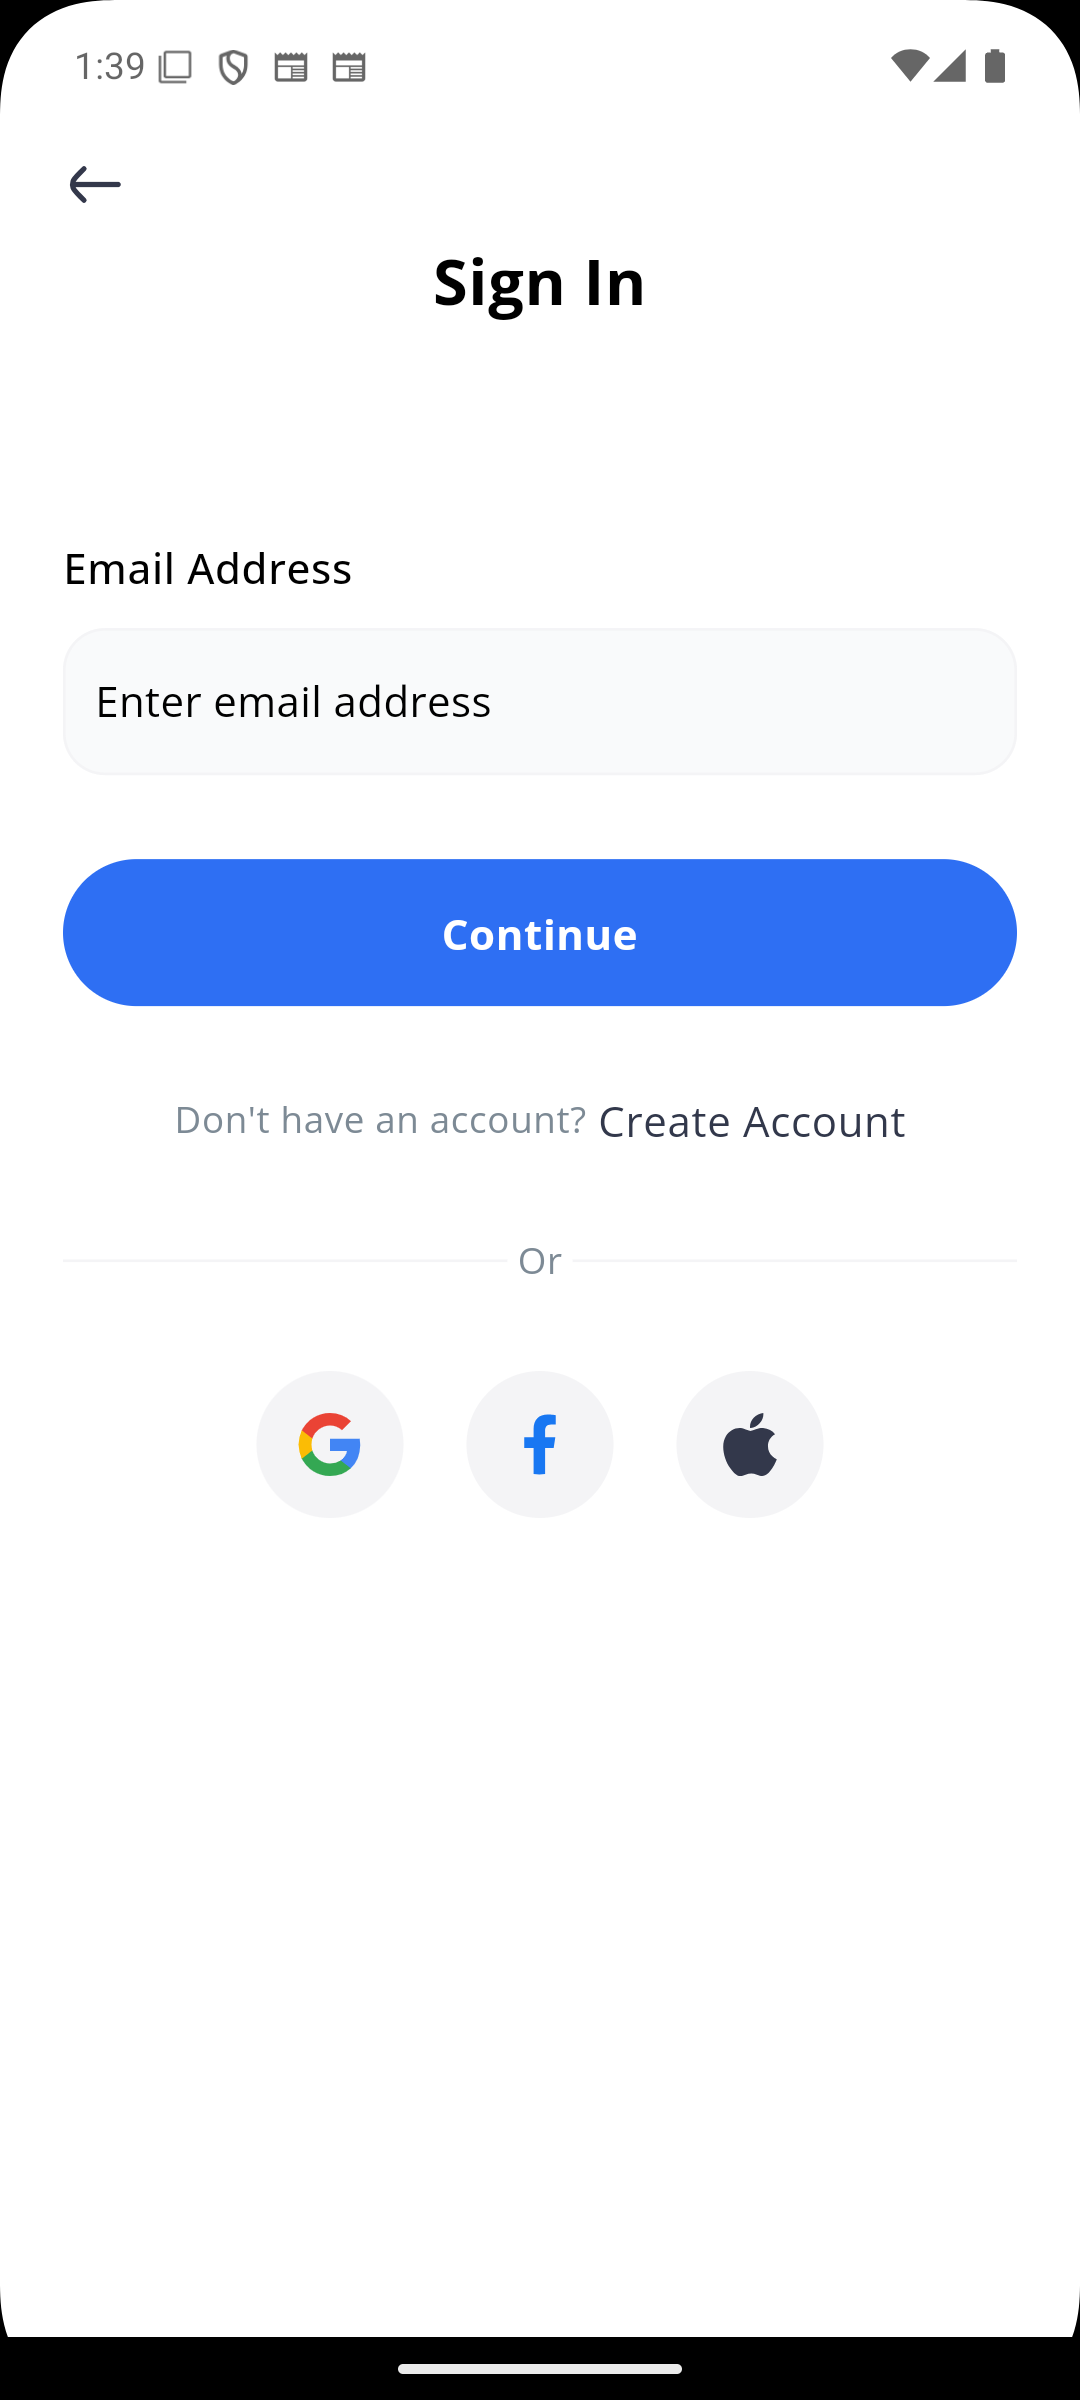 1:39
Sign In
Email Address
Enter email address
Continue
Don't have an account? Create Account
Or